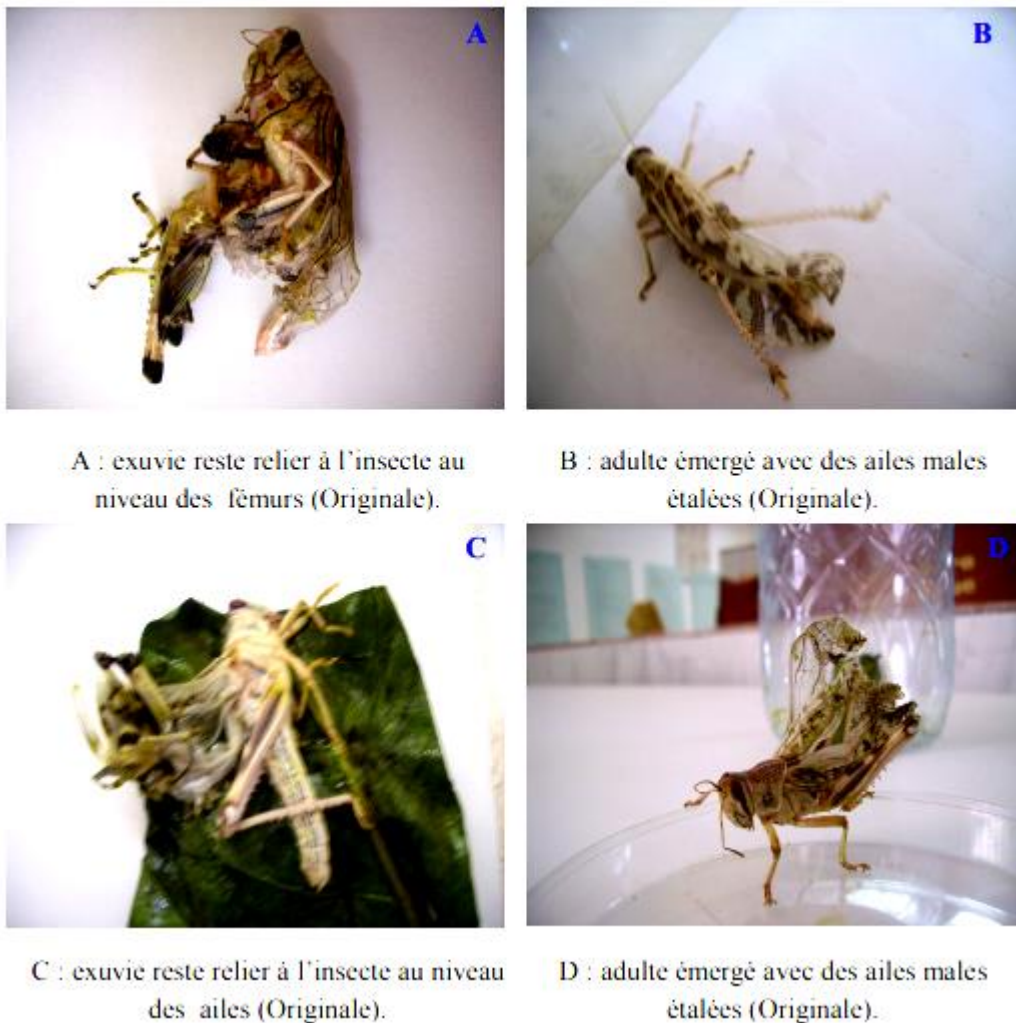 A
B
A : exuvie reste relier à l'insecte au
niveau des fémurs (Originale).
B : adulte émergé avec des ailes males
étalées (Originale).
C
D
C : exuvie reste relier à l'insecte au niveau
des ailes (Originale).
D : adulte émergé avec des ailes males
étalées (Originale).